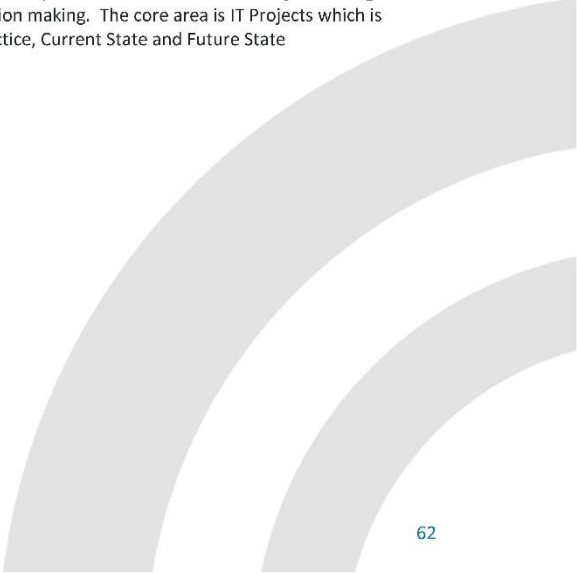 ion making.  The core area is IT Projects which is
ctice, Current State and Future State
62